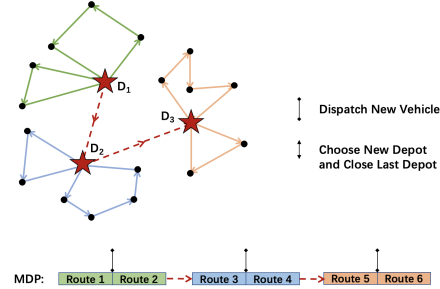 D1
D3
D2
Dispatch New Vehicle
Choose New Depot
and Close Last Depot
MDP: Route 1 Route 2 Route 3 Route 4 Route 5 Route 6